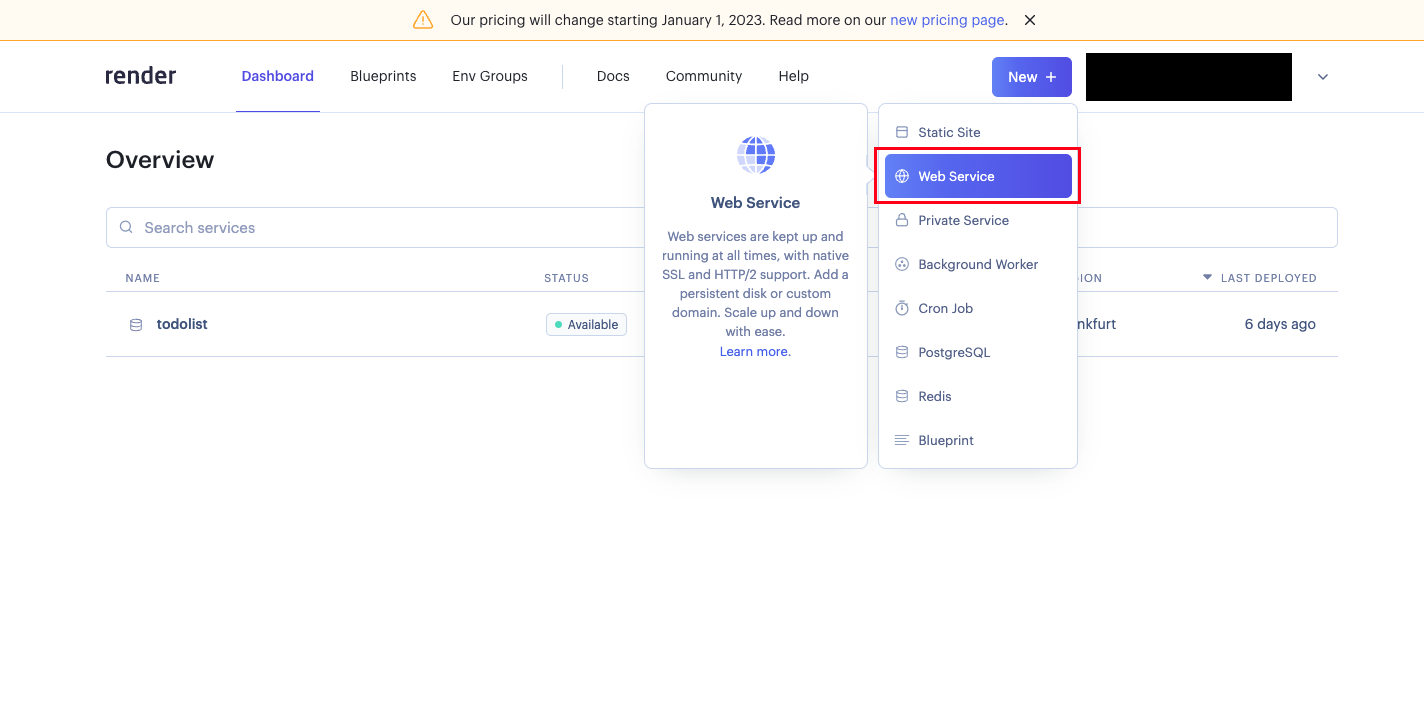 Our pricing will change starting January 1, 2023. Read more on our new pricing page.
render
Dashboard
Blueprints
Env Groups
Docs
Community
Help
New
Overview
Search services
NAME
STATUS
LAST DEPLOYED
todolist
Available
6 days ago
Web Service
Web services are kept up and
running at all times, with native
SSL and HTTP/2 support. Add a
persistent disk or custom
domain. Scale up and down
with ease.
Learn more.
Static Site
Web Service
Private Service
Background Worker
Cron Job
PostgreSQL
Redis
Blueprint